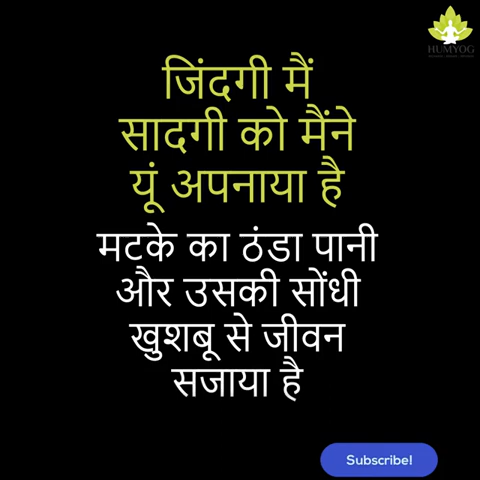 HUMYOG
जिंदगी मैं
सादगी को मैंने
यूं अपनाया है
मटके का ठंडा पानी
और उसकी सोंधी
खुशबू से जीवन
सजाया है
Subscribe!